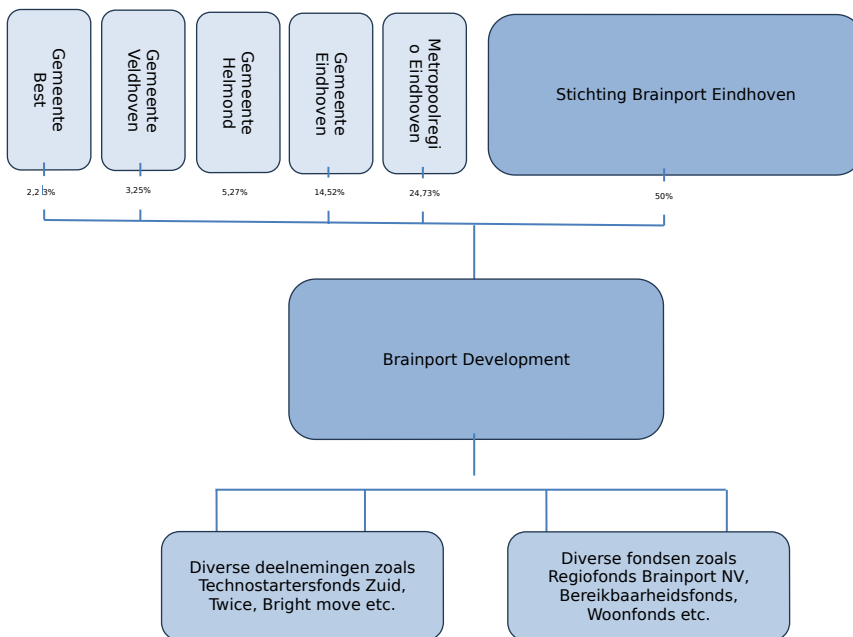 Gemeente
Best
Gemeente
Veldhoven
Gemeente
Helmond
Gemeente
Eindhoven
Metropoolregi
o Eindhoven
Stichting Brainport Eindhoven
2,23%
3,25%
5,27%
14,52%
24,73%
50%
Brainport Development
Diverse deelnemingen zoals
Technostartersfonds Zuid,
Twice, Bright move etc.
Diverse fondsen zoals
Regiofonds Brainport NV,
Bereikbaarheidsfonds,
Woonfonds etc.